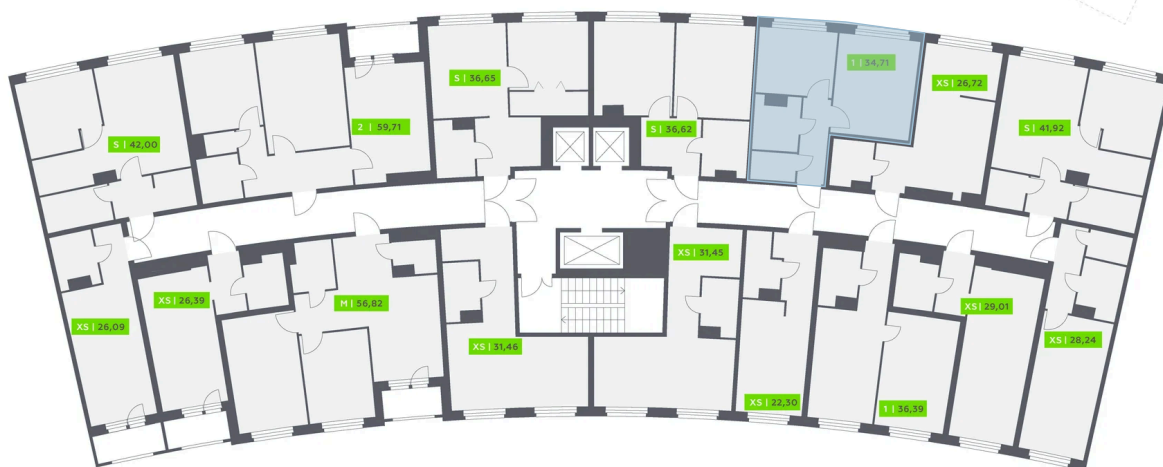 1 | 34,71
S | 36,65
XS | 26,72
2 | 59,71
S | 36,62
S | 41,92
S | 42,00
XS | 31,45
XS | 26,39
M | 56,82
XS | 29,01
XS | 26,09
XS | 31,46
XS | 28,24
XS | 22,30
1 | 36,39